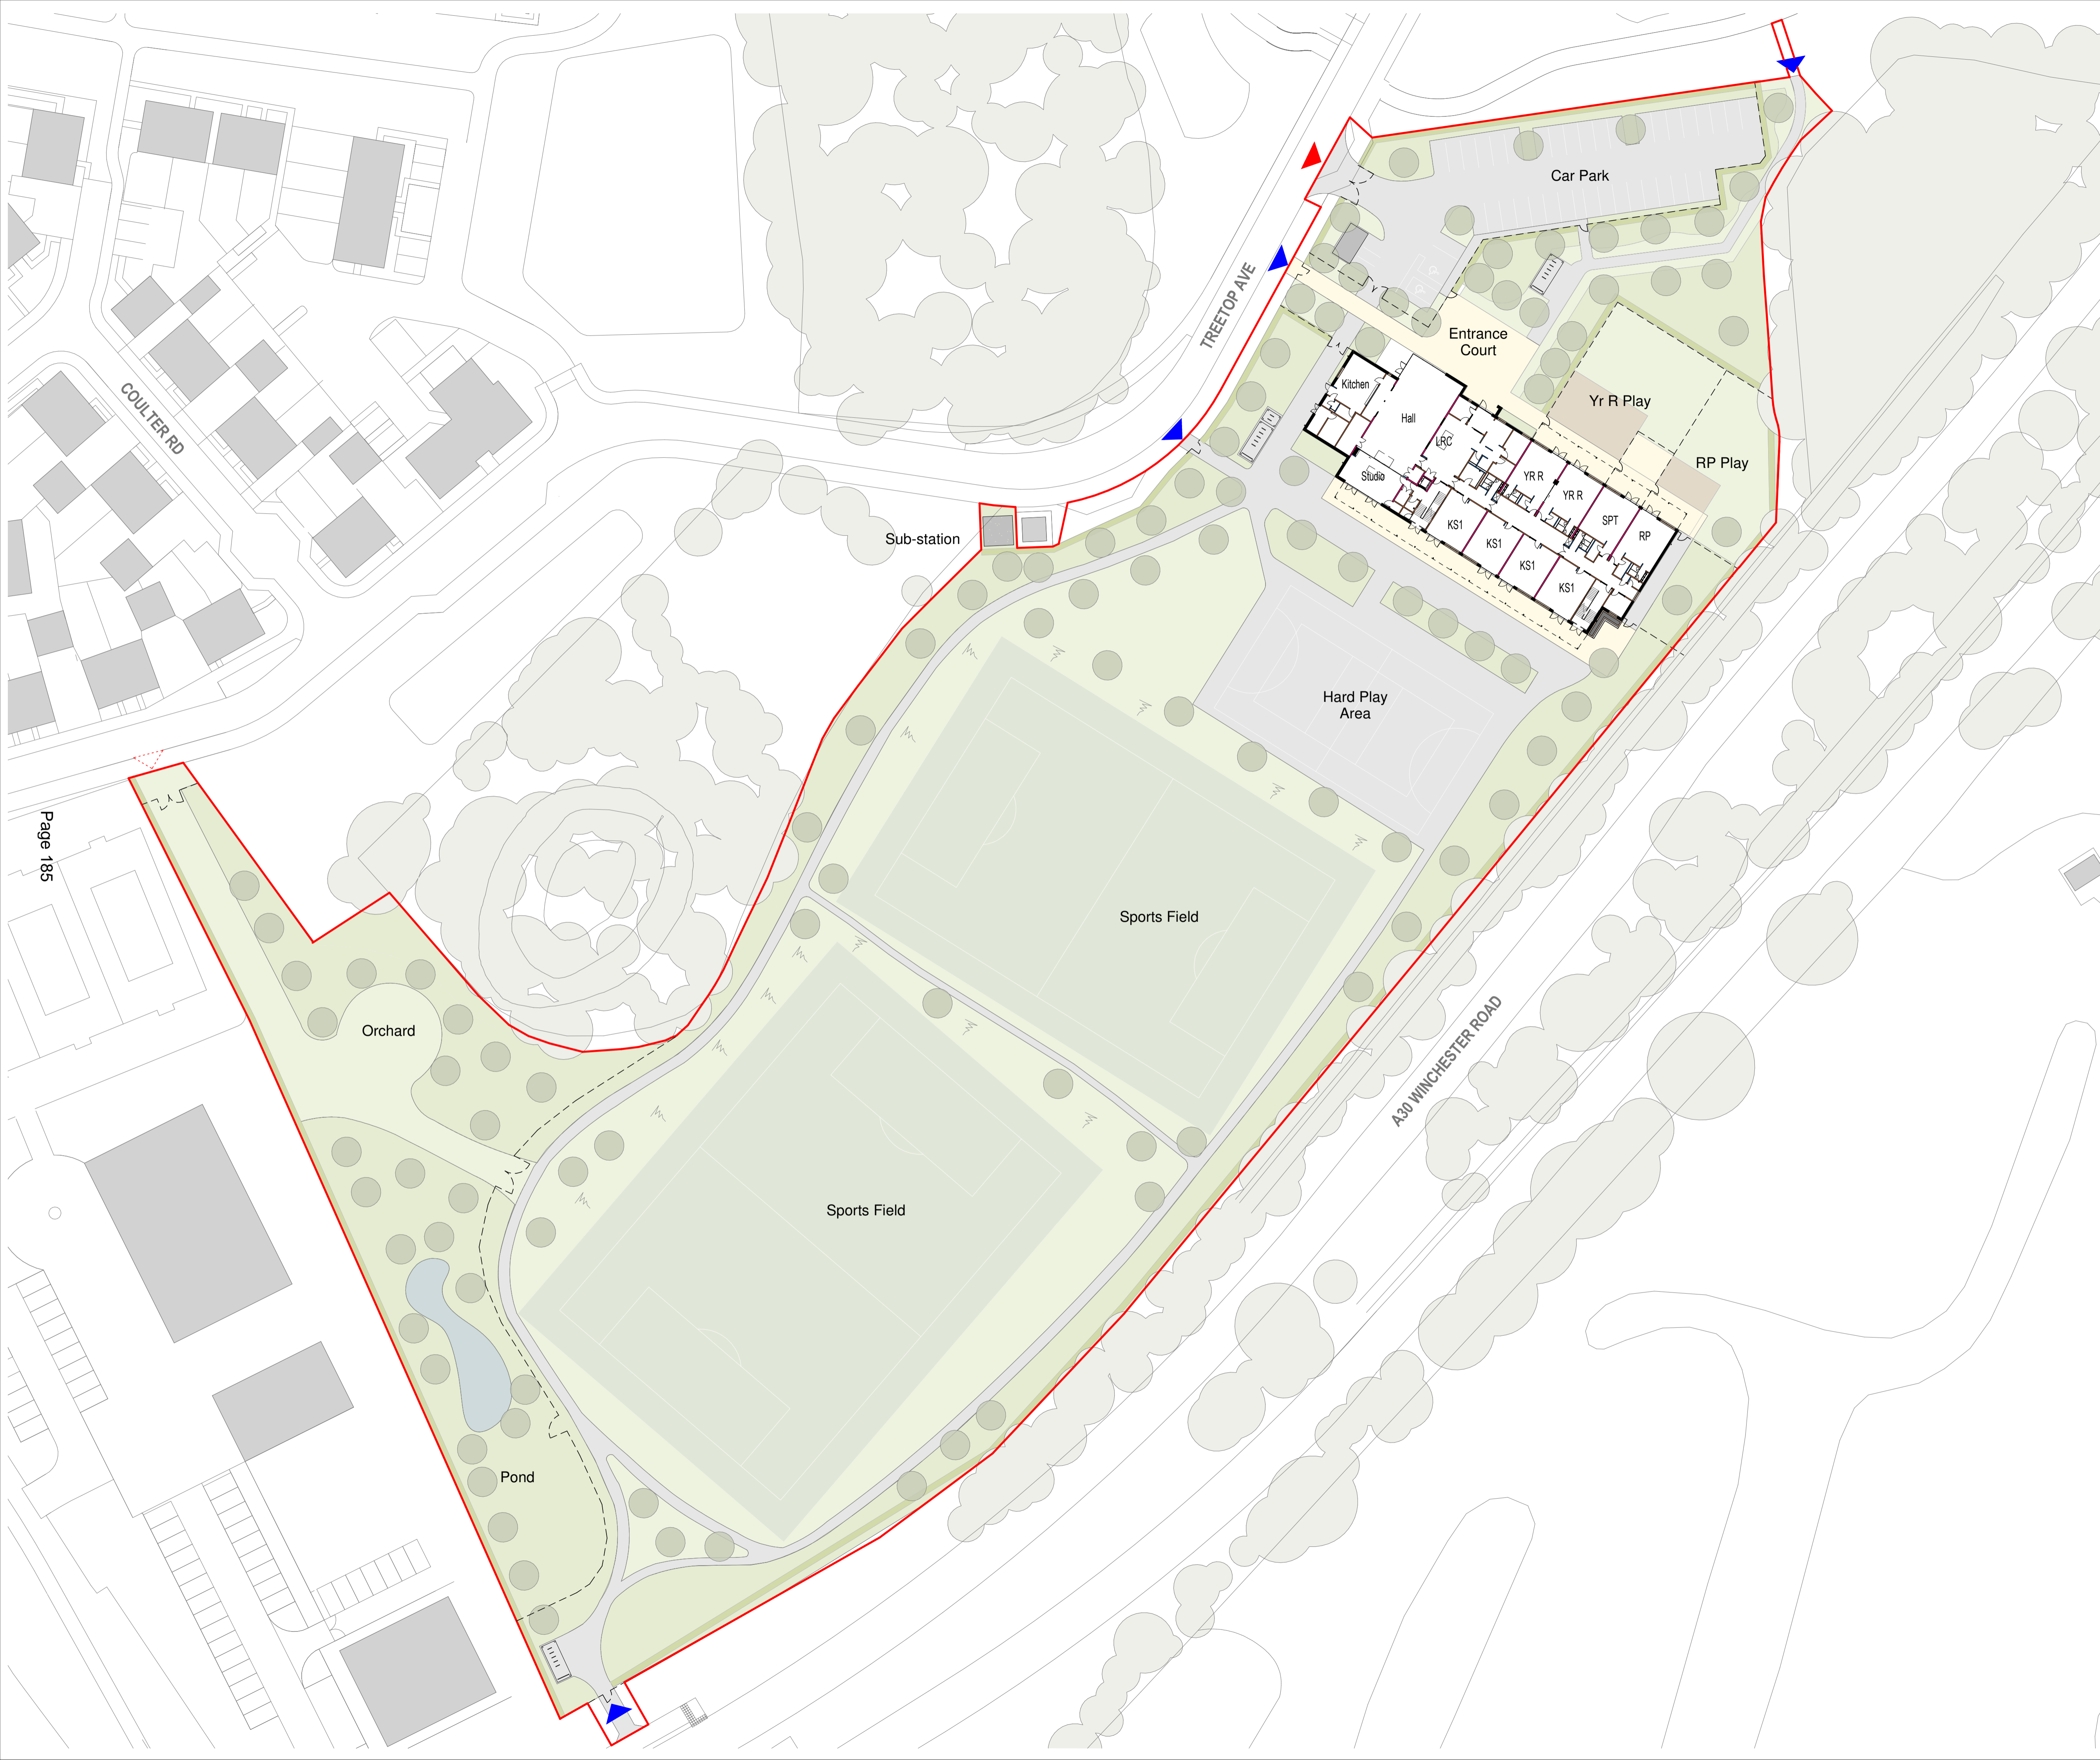 Car Park
TREETOP AVE
Entrance
Court
Kitchen
Hall
Yr R Play
COULTER RD
LRC
RP Play
Studio
YR R
YR R
SPT
KS1
RP
Sub-station
KS1
KS1
KS1
Hard Play
Area
Page 185
Sports Field
Orchard
A30 WINCHESTER ROAD
Sports Field
Pond